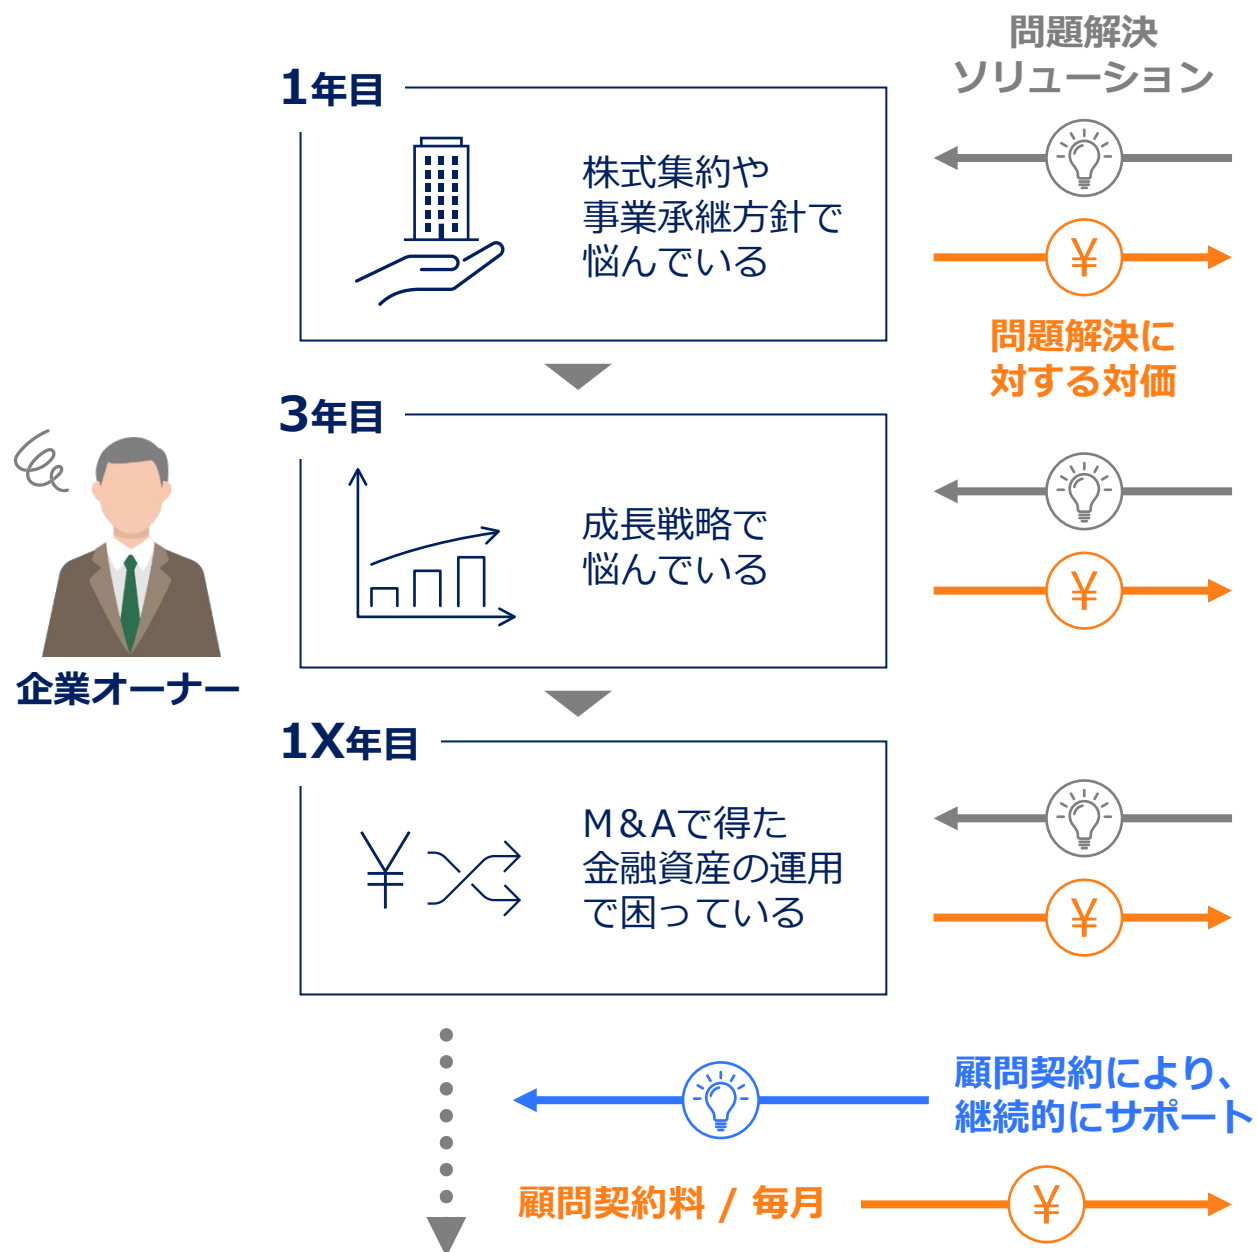 問題解決
ソリューション
1年目
株式集約や
事業承継方針で
悩んでいる
¥
問題解決に
対する対価
3年目
成長戦略で
悩んでいる
¥
企業オーナー
1X年目
¥
M&Aで得た
金融資産の運用
で困っている
¥
顧問契約により、
継続的にサポート
顧問契約料 / 毎月
¥